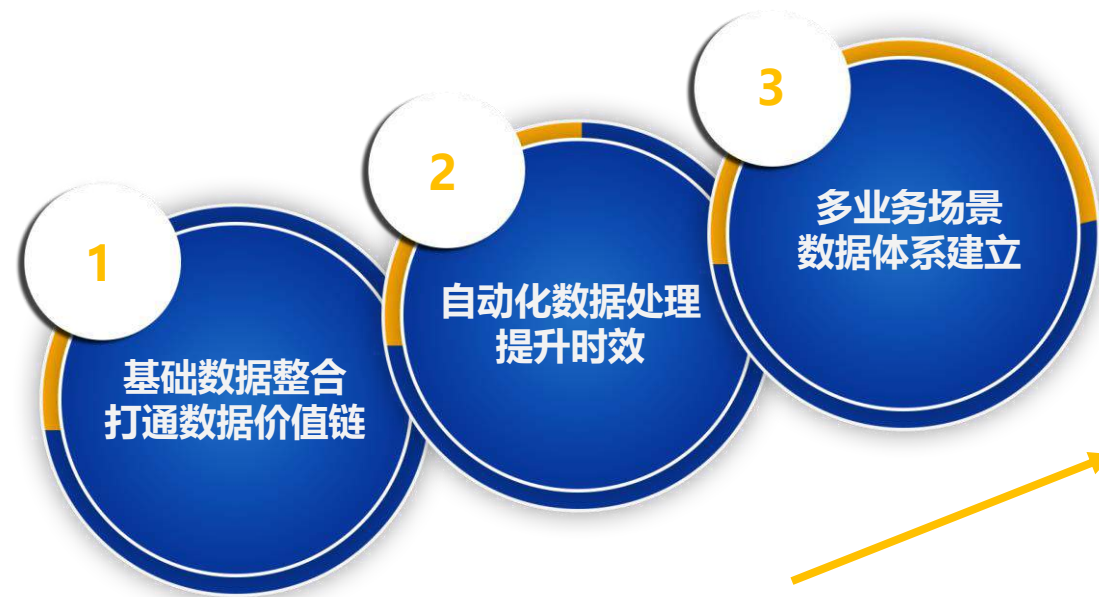 1
基础数据整合
打通数据价值链
2
自动化数据处理
提升时效
3
多业务场景
数据体系建立